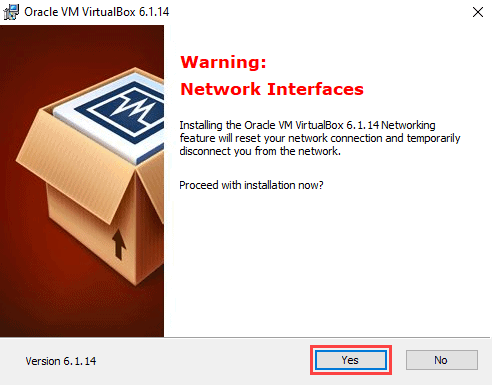 Oracle VM VirtualBox 6.1.14
Warning:
Network Interfaces
Installing the Oracle VM VirtualBox 6.1.14 Networking
feature will reset your network connection and temporarily
disconnect you from the network.
Proceed with installation now?
Version 6.1.14
Yes
No